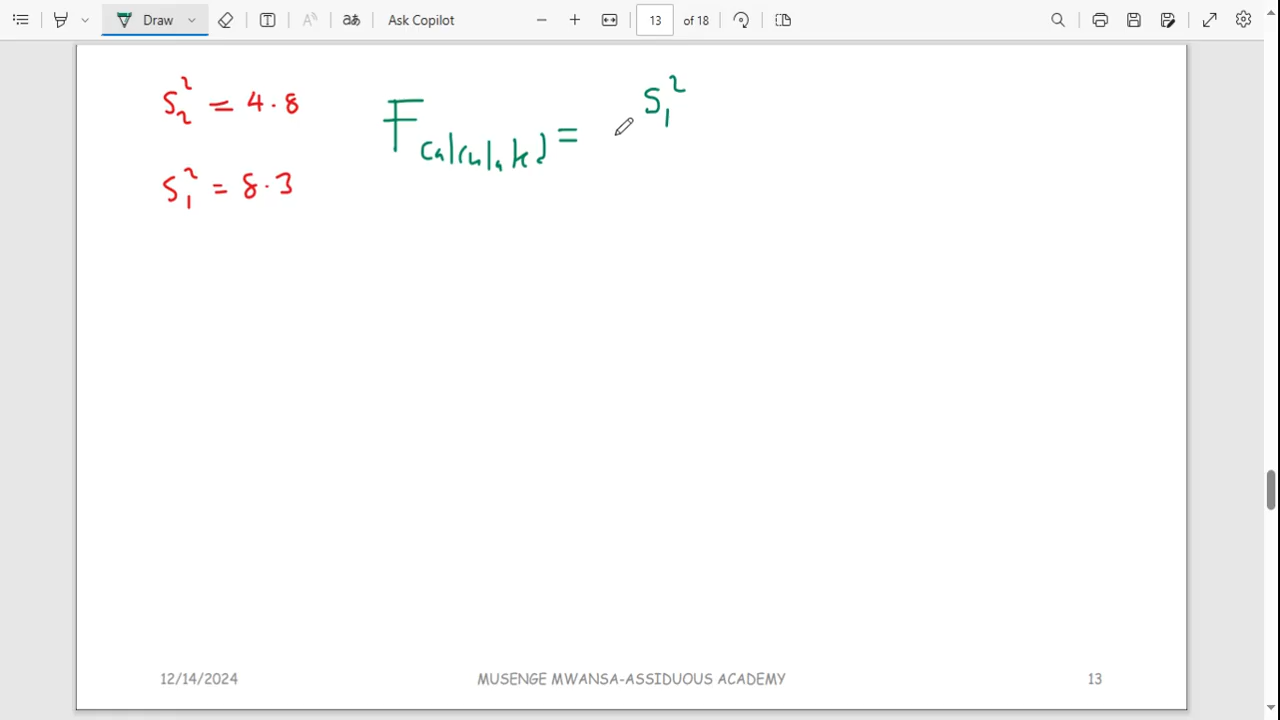 Draw Ask Copilot 13 of 18
S₂² = 4.8
F calculated = S₁²
S₁² = 8.3
12/14/2024 MUSENGE MWANSA-ASSIDUOUS ACADEMY 13